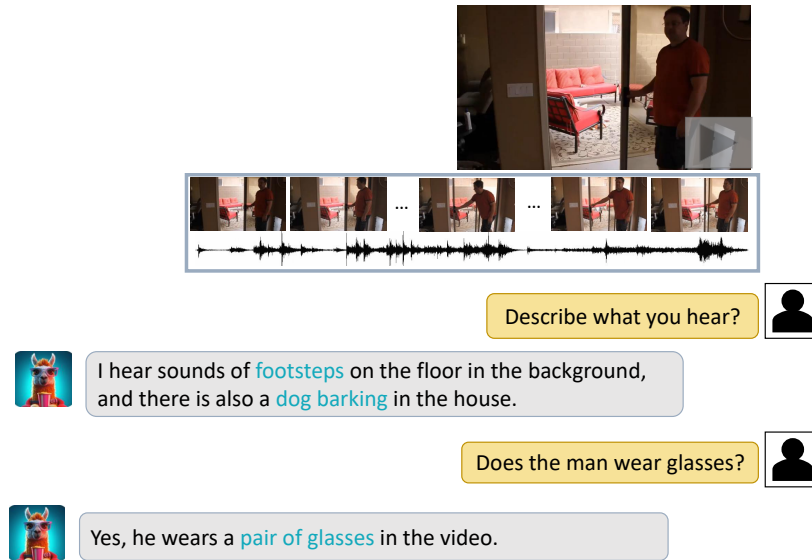 ...
...
Describe what you hear?
I hear sounds of footsteps on the floor in the background,
and there is also a dog barking in the house.
Does the man wear glasses?
Yes, he wears a pair of glasses in the video.